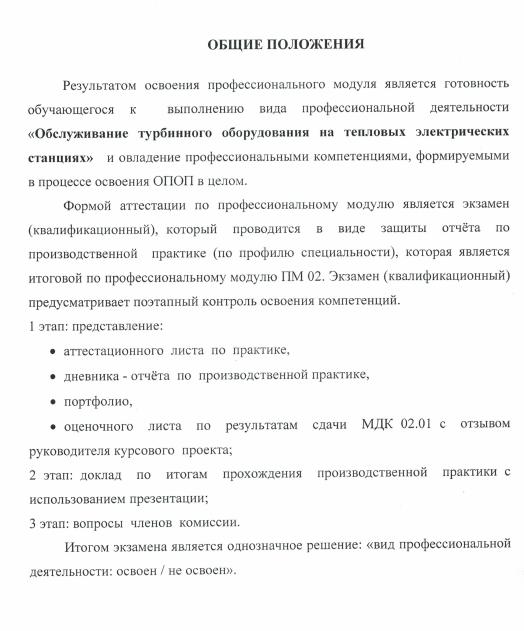 ОБЩИЕ ПОЛОЖЕНИЯ
Результатом освоения профессионального модуля является готовность
обучающегося к выполнению вида профессиональной деятельности
«Обслуживание турбинного оборудования на тепловых электрических
станциях» и овладение профессиональными компетенциями, формируемыми
в процессе освоения ОПОП в целом.
Формой аттестации по профессиональному модулю является экзамен
(квалификационный), который проводится в виде защиты отчёта по
производственной практике (по профилю специальности), которая является
итоговой по профессиональному модулю ПМ 02. Экзамен (квалификационный)
предусматривает поэтапный контроль освоения компетенций.
1 этап: представление:
• аттестационного листа по практике,
• дневника - отчёта по производственной практике,
• портфолио,
• оценочного листа по результатам сдачи МДК 02.01 с отзывом
руководителя курсового проекта;
2 этап: доклад по итогам прохождения производственной практики с
использованием презентации;
3 этап: вопросы членов комиссии.
Итогом экзамена является однозначное решение: «вид профессиональной
деятельности: освоен / не освоен».